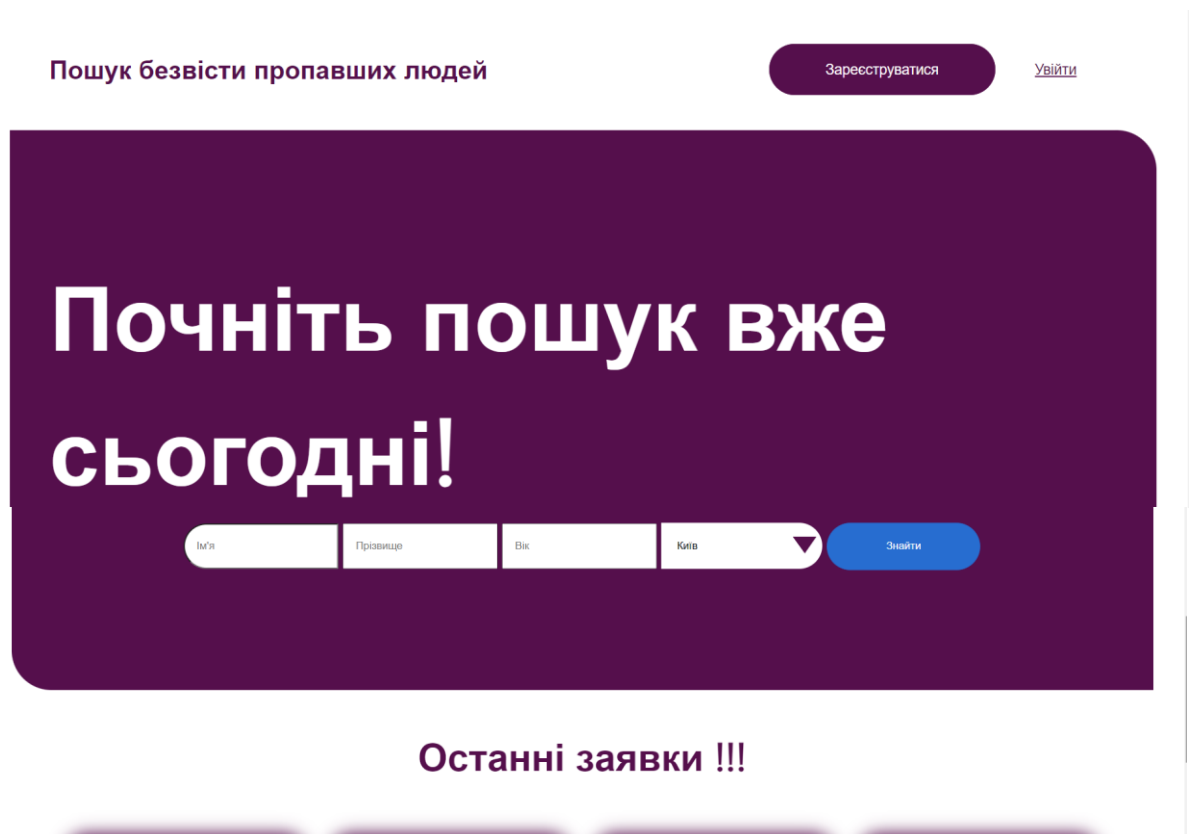 Пошук безвісти пропавших людей
Зареєструватися
Увійти
Почніть пошук вже
сьогодні!
Ім'я
Прізвище
Вік
Київ
Знайти
Останні заявки !!!